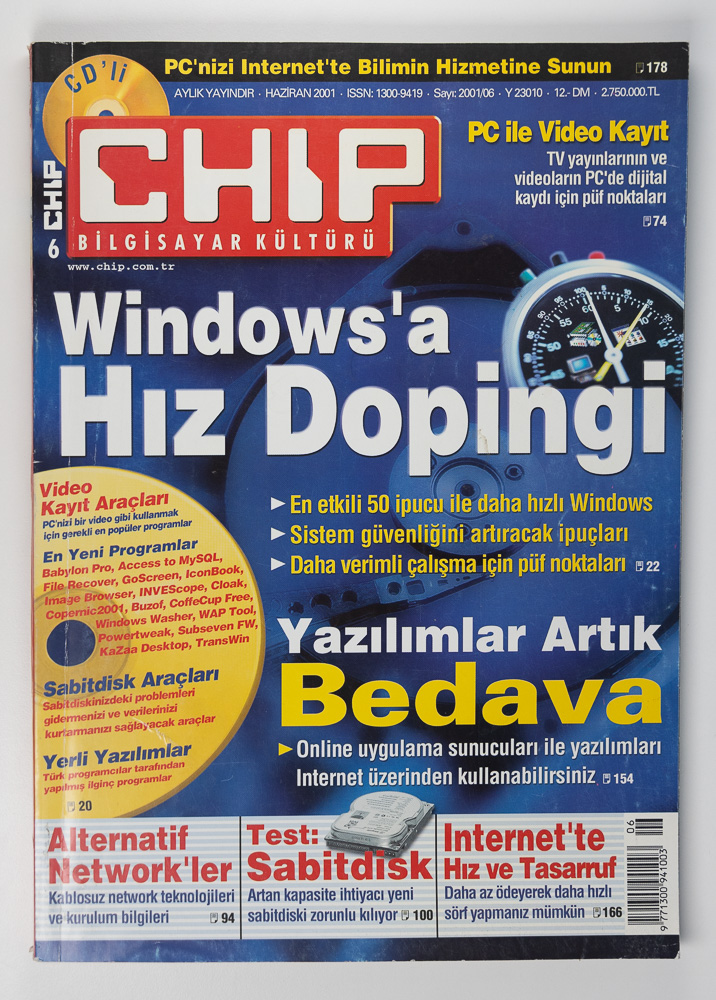 CD'li
PC'nizi Internet'te Bilimin Hizmetine Sunun 178
AYLIK YAYINDIR · HAZİRAN 2001 · ISSN: 1300-9419 · Sayı: 2001/06 · Y 23010 · 12.- DM · 2.750.000.TL
CHIP
BİLGİSAYAR KÜLTÜRÜ
CHIP
6
www.chip.com.tr
PC ile Video Kayıt
TV yayınlarının ve
videoların PC'de dijital
kaydı için püf noktaları
74
Windows'a
Hız Dopingi
En etkili 50 ipucu ile daha hızlı Windows
Sistem güvenliğini artıracak ipuçları
Daha verimli çalışma için püf noktaları 22
Video
Kayıt Araçları
PC'nizi bir video gibi kullanmak
için gerekli en popüler programlar
En Yeni Programlar
Babylon Pro, Access to MySQL,
File Recover, GoScreen, IconBook,
Image Browser, INVEScope, Cloak,
Copernic2001, Buzof, CoffeCup Free,
Windows Washer, WAP Tool,
Powertweak, Subseven FW,
KaZaa Desktop, TransWin
Sabitdisk Araçları
Sabitdiskinizdeki problemleri
gidermenizi ve verilerinizi
kurtarmanızı sağlayacak araçlar
Yerli Yazılımlar
Türk programcılar tarafından
yapılmış ilginç programlar
20
Yazılımlar Artık
Bedava
Online uygulama sunucuları ile yazılımları
Internet üzerinden kullanabilirsiniz 154
Alternatif
Network'ler
Kablosuz network teknolojileri
ve kurulum bilgileri 94
Test:
Sabitdisk
Artan kapasite ihtiyacı yeni
sabitdiski zorunlu kılıyor 100
Internet'te
Hız ve Tasarruf
Daha az ödeyerek daha hızlı
sörf yapmanız mümkün 166
06
9 771300 941003